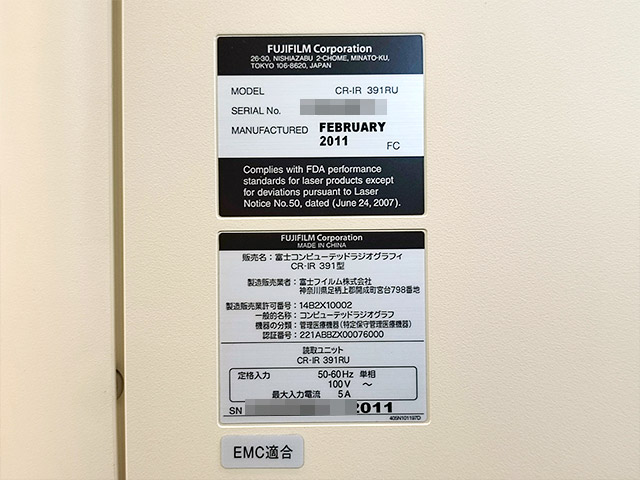 FUJIFILM Corporation
26-30, NISHIAZABU 2-CHOME, MINATO-KU,
TOKYO 106-8620, JAPAN
MODEL CR-IR 391RU
SERIAL No.
MANUFACTURED FEBRUARY
2011 FC
Complies with FDA performance
standards for laser products except
for deviations pursuant to Laser
Notice No.50, dated (June 24, 2007).
FUJIFILM Corporation
MADE IN CHINA
販売名：富士コンピューテッドラジオグラフィ
CR-IR 391型
製造販売業者：富士フイルム株式会社
神奈川県足柄上郡開成町宮台798番地
製造販売業許可番号：14B2X10002
一般的名称：コンピューテッドラジオグラフ
機器の分類：管理医療機器(特定保守管理医療機器)
認証番号：221ABBZX00076000
読取ユニット
CR-IR 391RU
定格入力 50-60Hz 単相
100V ～
最大入力電流 5A
SN 2011
405N101197D
EMC適合